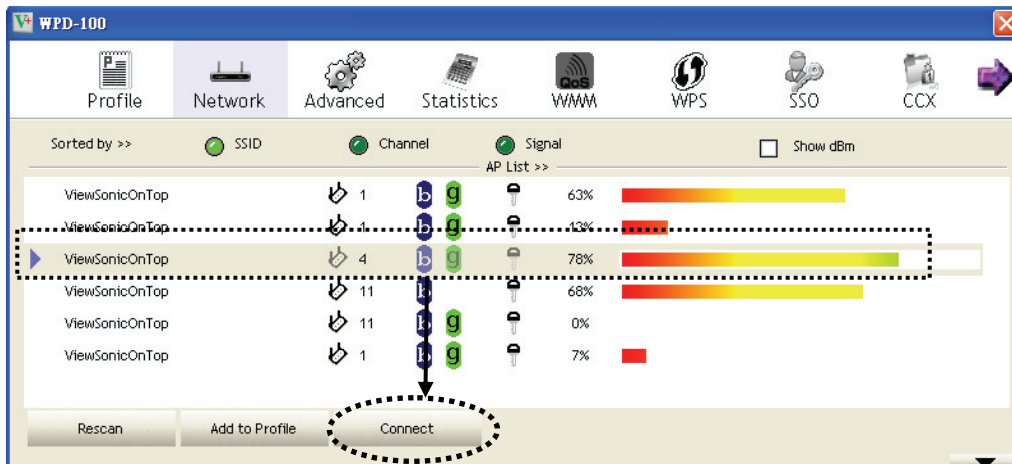 WPD-100
Profile Network Advanced Statistics QoS WMM WPS SSO CCX
Sorted by >> SSID Channel Signal Show dBm
AP List >>
ViewSonicOnTop 1 b g 63%
ViewSonicOnTop 1 b g 13%
ViewSonicOnTop 4 b g 78%
ViewSonicOnTop 11 b 68%
ViewSonicOnTop 11 b g 0%
ViewSonicOnTop 1 b g 7%
Rescan Add to Profile Connect